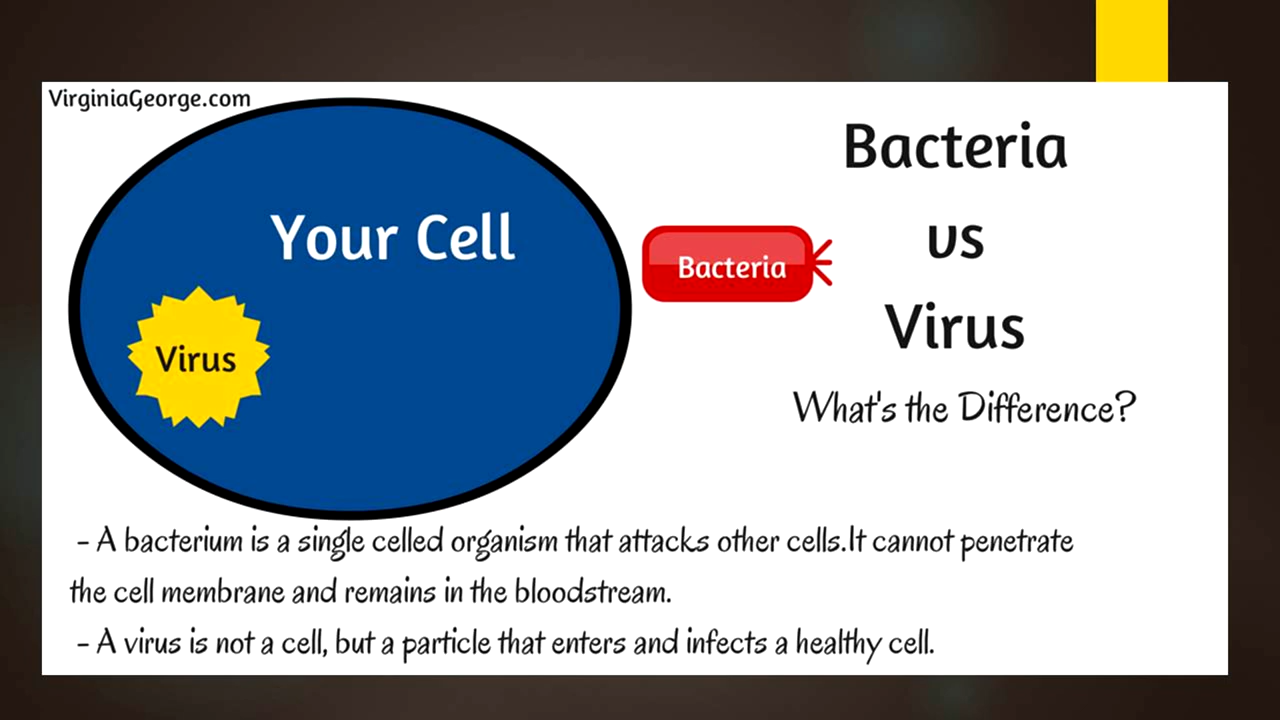 VirginiaGeorge.com
Your Cell
Virus
Bacteria
Bacteria
vs
Virus
What's the Difference?
- A bacterium is a single celled organism that attacks other cells.It cannot penetrate
the cell membrane and remains in the bloodstream.
- A virus is not a cell, but a particle that enters and infects a healthy cell.